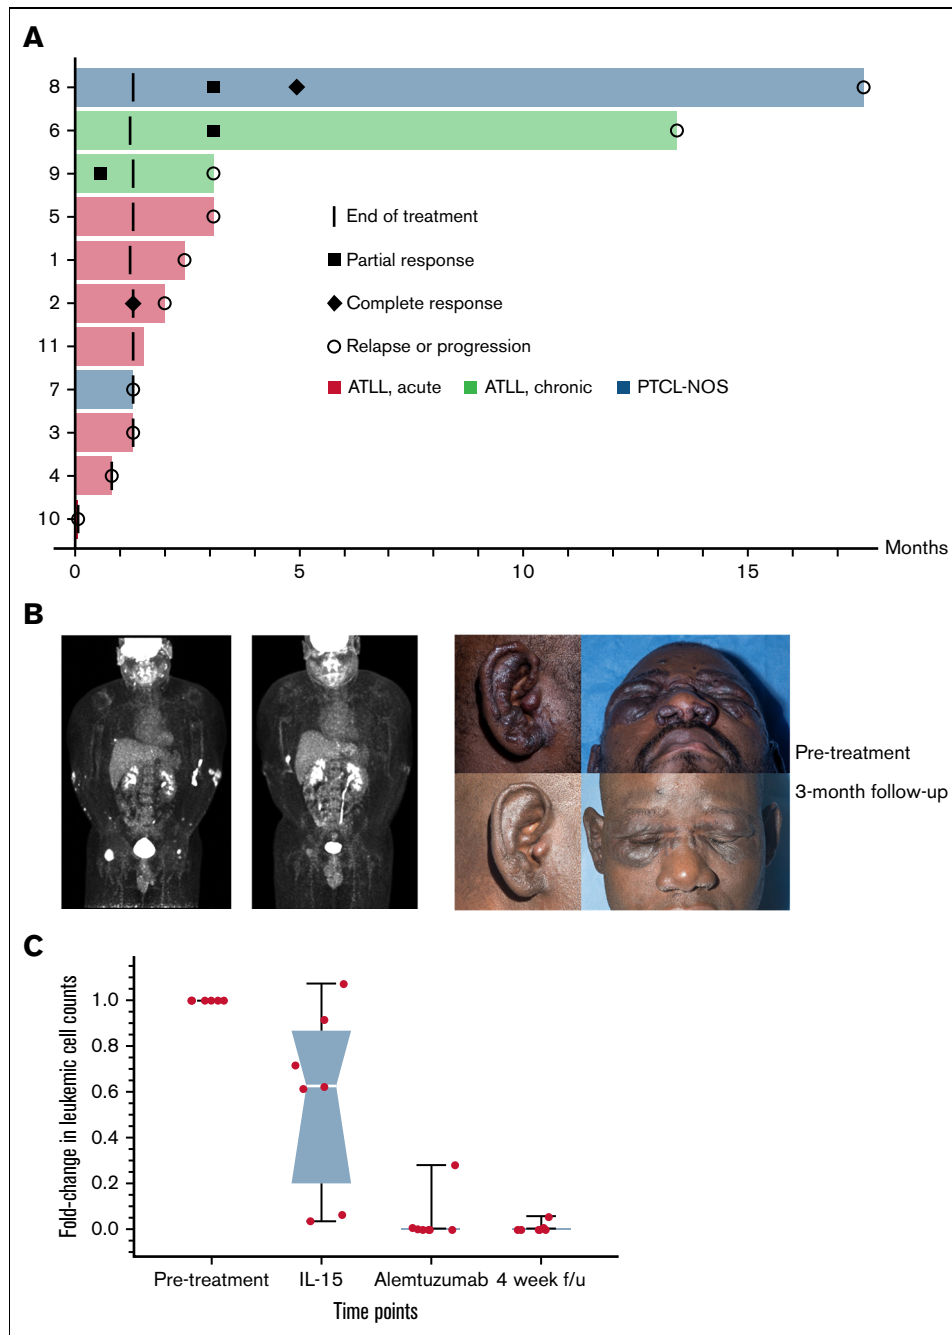 A
8
6
9
5
1
2
11
7
3
4
10
End of treatment
Partial response
Complete response
Relapse or progression
ATLL, acute ATLL, chronic PTCL-NOS
0 5 10 15 Months
B
Pre-treatment
3-month follow-up
C
Fold-change in leukemic cell counts
1.0
0.8
0.6
0.4
0.2
0.0
Pre-treatment IL-15 Alemtuzumab 4 week f/u
Time points